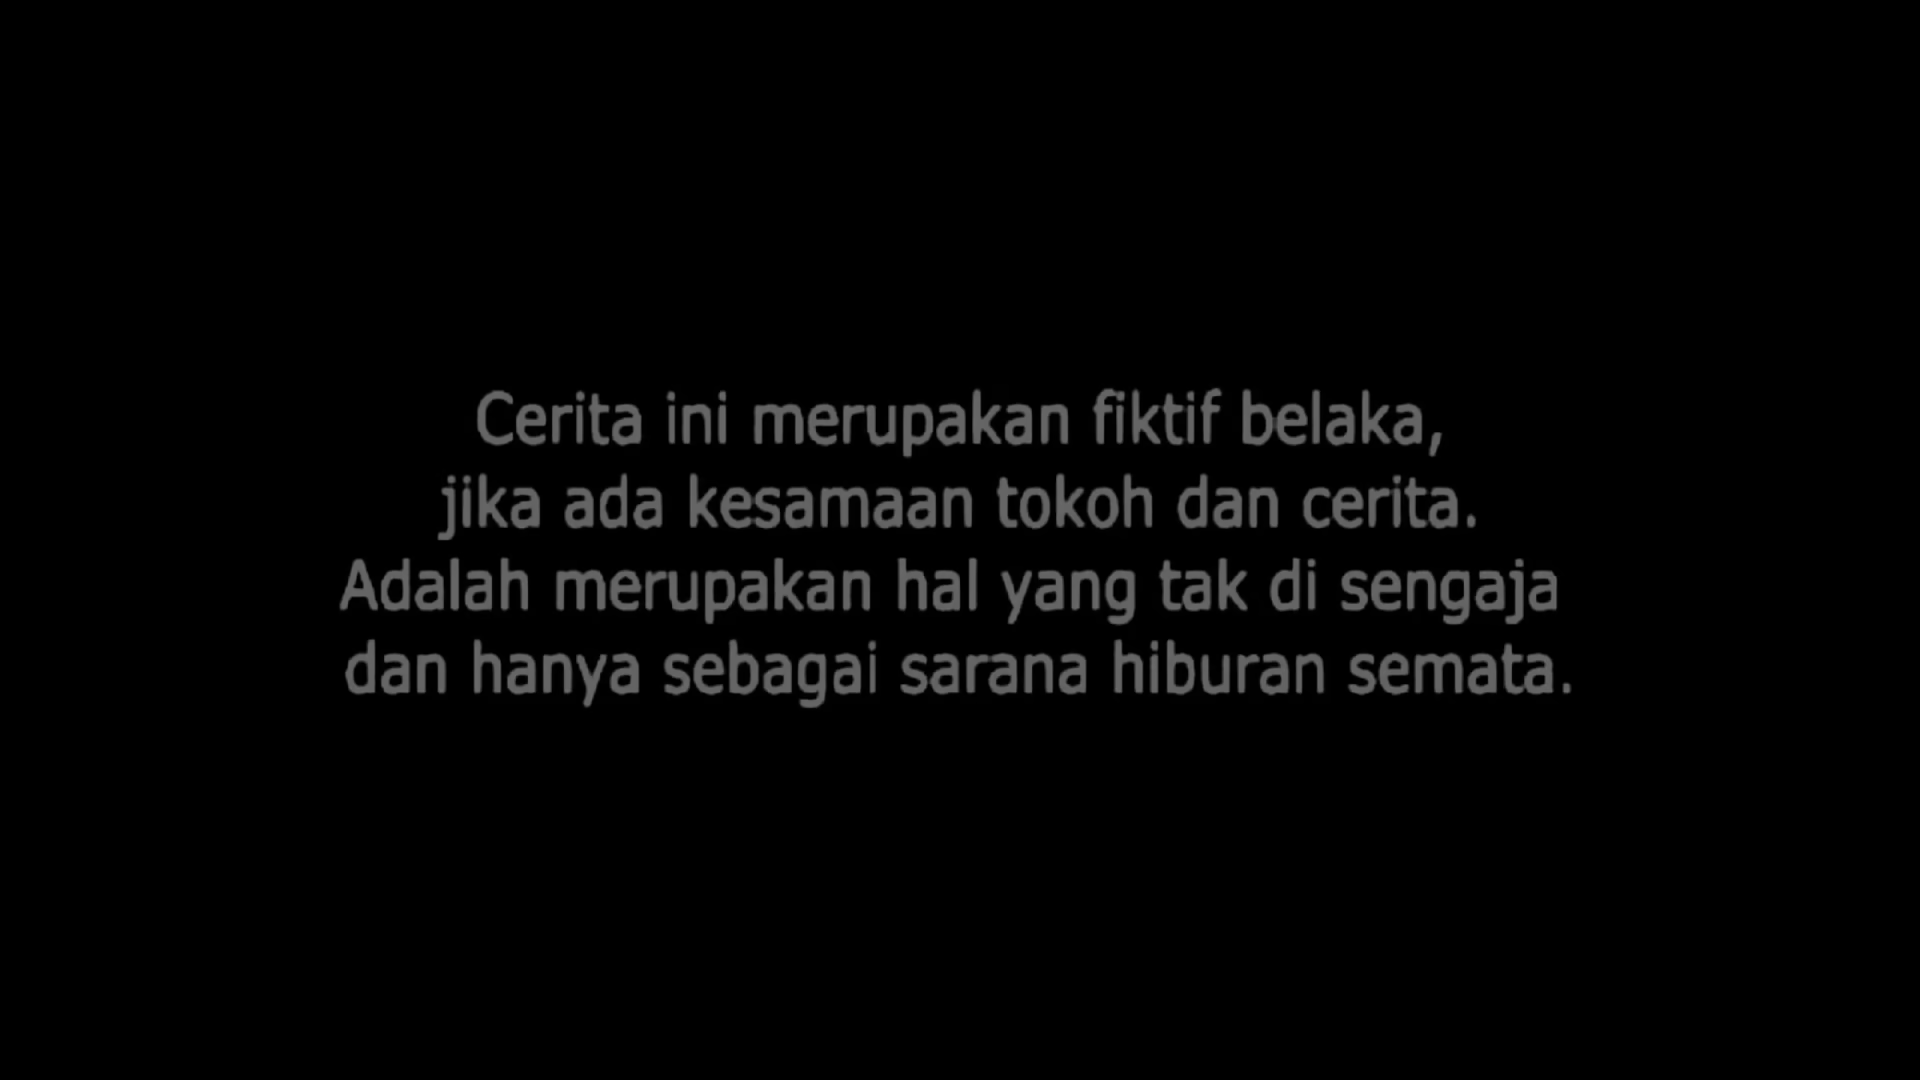 Cerita ini merupakan fiktif belaka,
jika ada kesamaan tokoh dan cerita.
Adalah merupakan hal yang tak di sengaja
dan hanya sebagai sarana hiburan semata.